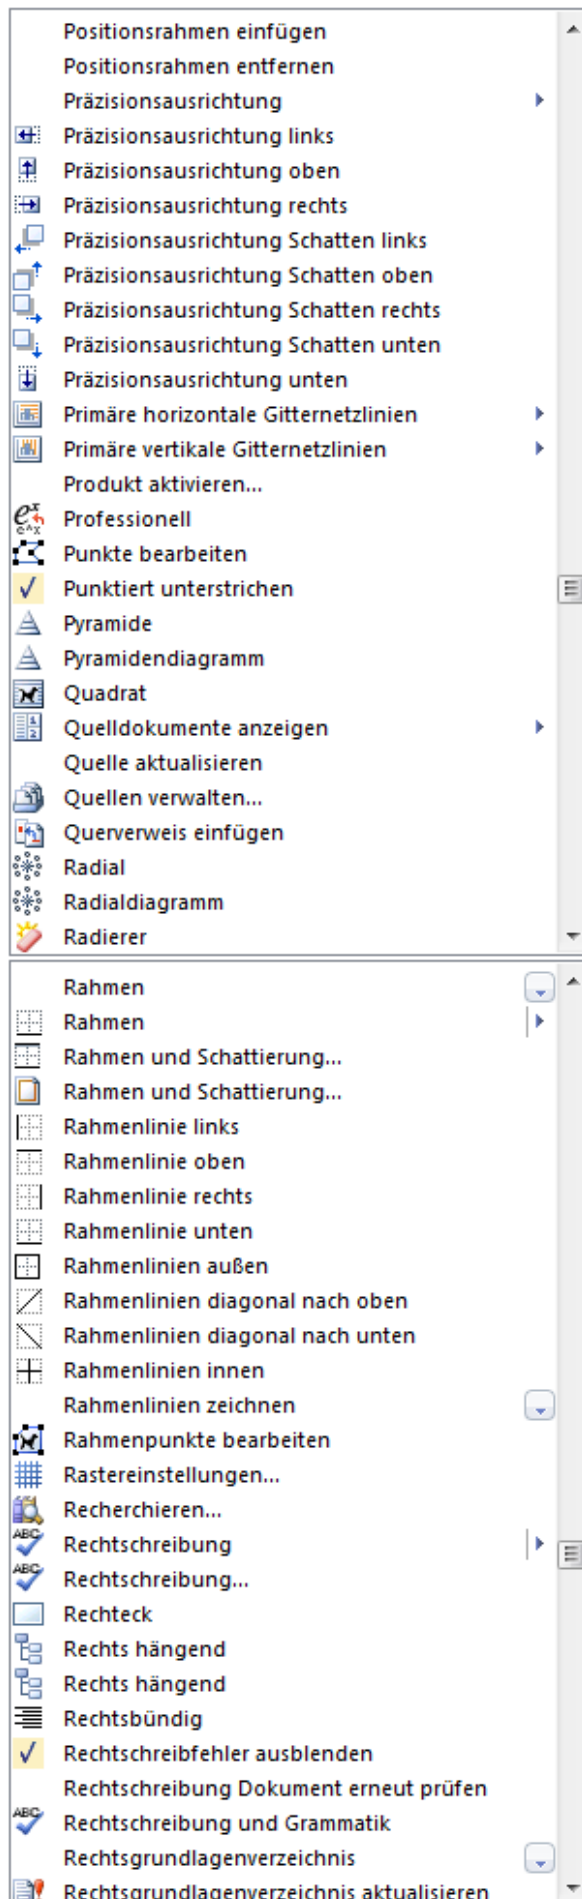 Positionsrahmen einfügen
Positionsrahmen entfernen
Präzisionsausrichtung
Präzisionsausrichtung links
Präzisionsausrichtung oben
Präzisionsausrichtung rechts
Präzisionsausrichtung Schatten links
Präzisionsausrichtung Schatten oben
Präzisionsausrichtung Schatten rechts
Präzisionsausrichtung Schatten unten
Präzisionsausrichtung unten
Primäre horizontale Gitternetzlinien
Primäre vertikale Gitternetzlinien
Produkt aktivieren...
Professionell
Punkte bearbeiten
Punktiert unterstrichen
Pyramide
Pyramidendiagramm
Quadrat
Quelldokumente anzeigen
Quelle aktualisieren
Quellen verwalten...
Querverweis einfügen
Radial
Radialdiagramm
Radierer
Rahmen
Rahmen
Rahmen und Schattierung...
Rahmen und Schattierung...
Rahmenlinie links
Rahmenlinie oben
Rahmenlinie rechts
Rahmenlinie unten
Rahmenlinien außen
Rahmenlinien diagonal nach oben
Rahmenlinien diagonal nach unten
Rahmenlinien innen
Rahmenlinien zeichnen
Rahmenpunkte bearbeiten
Rastereinstellungen...
Recherchieren...
ABC Rechtschreibung
ABC Rechtschreibung...
Rechteck
Rechts hängend
Rechts hängend
Rechtsbündig
Rechtschreibfehler ausblenden
Rechtschreibung Dokument erneut prüfen
ABC Rechtschreibung und Grammatik
Rechtsgrundlagenverzeichnis
Rechtsgrundlagenverzeichnis aktualisieren